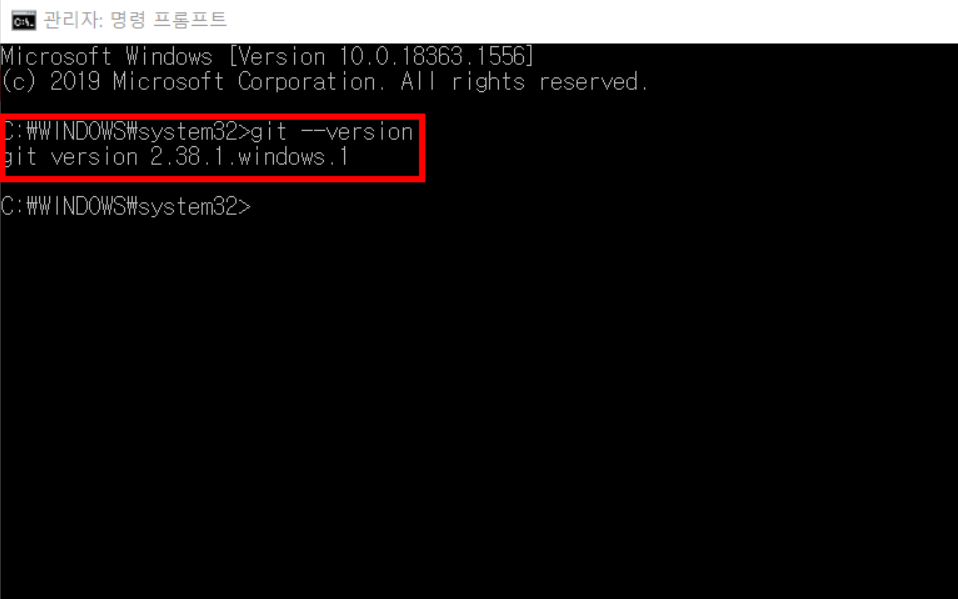 관리자: 명령 프롬프트
Microsoft Windows [Version 10.0.18363.1556]
(c) 2019 Microsoft Corporation. All rights reserved.
C:₩WINDOWS₩system32>git --version
git version 2.38.1.windows.1
C:₩WINDOWS₩system32>